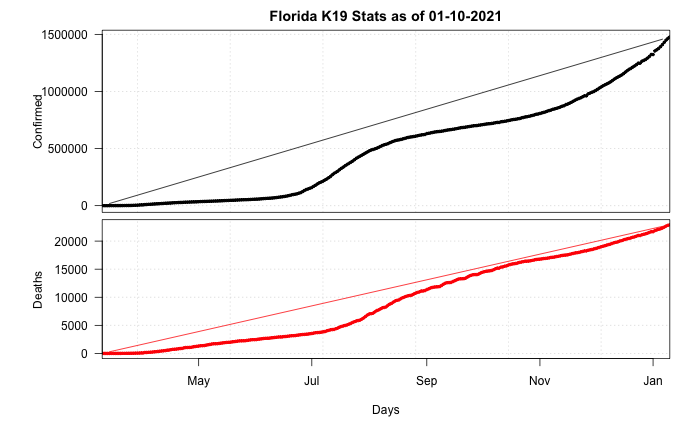 Florida K19 Stats as of 01-10-2021
1500000
1000000
500000
0
Confirmed
20000
15000
10000
5000
0
Deaths
May Jul Sep Nov Jan
Days